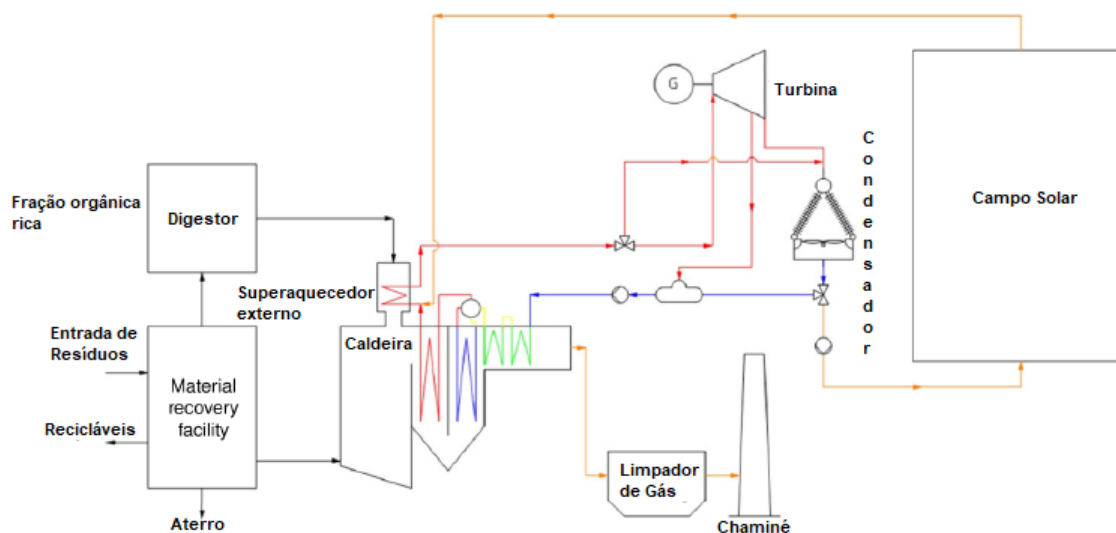 G
Turbina
Condensador
Campo Solar
Fração orgânica
rica
Digestor
Superaquecedor
externo
Entrada de
Resíduos
Caldeira
Material
recovery
facility
Recicláveis
Limpador
de Gás
Aterro
Chaminé